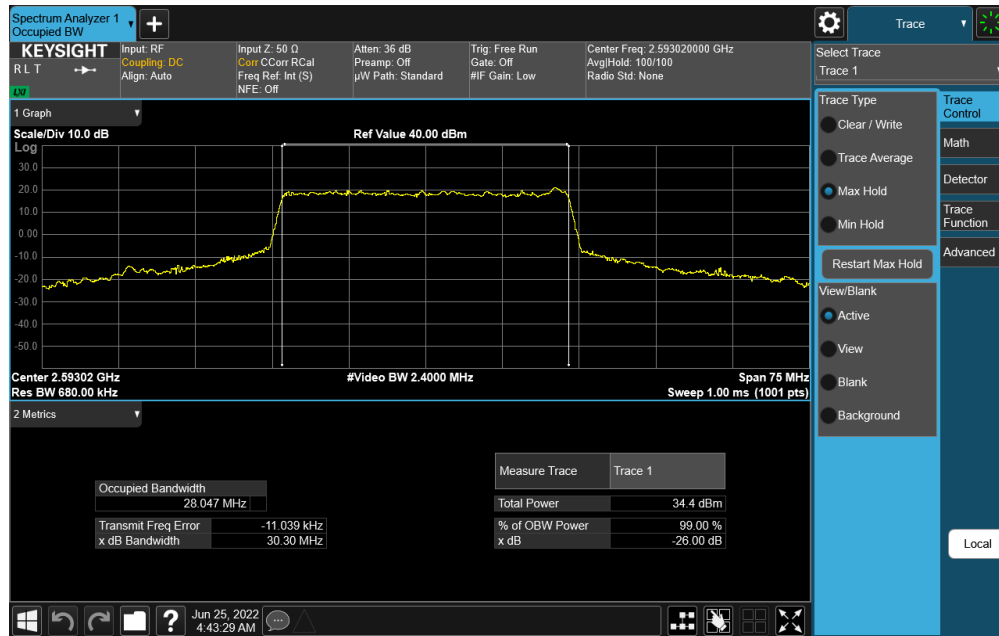 Spectrum Analyzer 1
Occupied BW
Trace
KEYSIGHT
R L T
LXI
Input: RF
Coupling: DC
Align: Auto
Input Z: 50 Ω
Corr CCorr RCal
Freq Ref: Int (S)
NFE: Off
Atten: 36 dB
Preamp: Off
µW Path: Standard
Trig: Free Run
Gate: Off
#IF Gain: Low
Center Freq: 2.593020000 GHz
Avg|Hold: 100/100
Radio Std: None
Select Trace
Trace 1
1 Graph
Scale/Div 10.0 dB
Ref Value 40.00 dBm
Log
30.0
20.0
10.0
0.00
-10.0
-20.0
-30.0
-40.0
-50.0
Center 2.59302 GHz
#Video BW 2.4000 MHz
Span 75 MHz
Res BW 680.00 kHz
Sweep 1.00 ms (1001 pts)
Trace Type
Clear / Write
Trace Average
Max Hold
Min Hold
Restart Max Hold
View/Blank
Active
View
Blank
Background
Trace
Control
Math
Detector
Trace
Function
Advanced
2 Metrics
Occupied Bandwidth
28.047 MHz
Transmit Freq Error -11.039 kHz
x dB Bandwidth 30.30 MHz
Measure Trace Trace 1
Total Power 34.4 dBm
% of OBW Power 99.00 %
x dB -26.00 dB
Local
Jun 25, 2022
4:43:29 AM